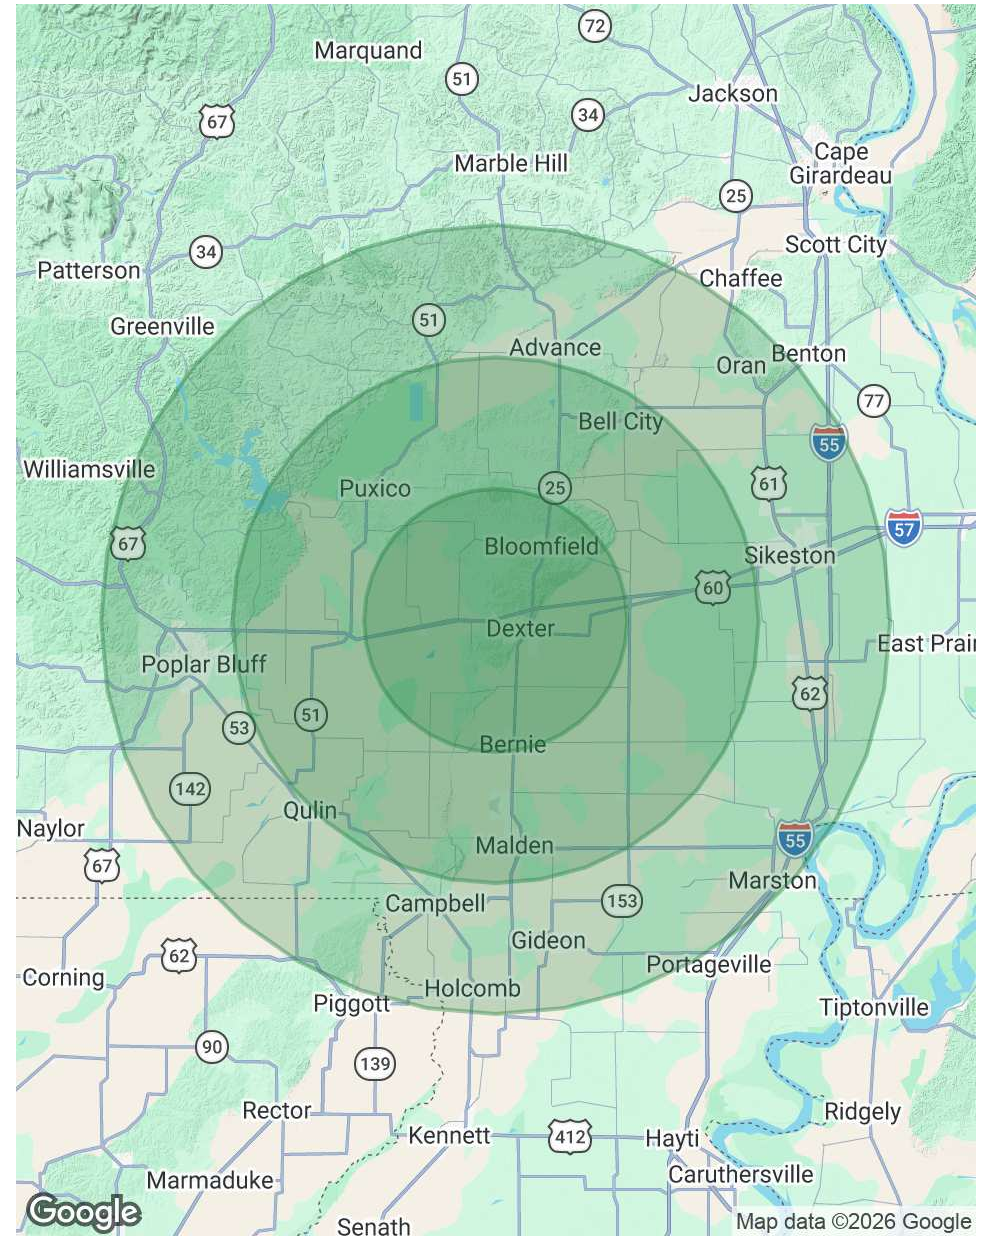 72
Marquand
51
Jackson
67
34
Cape
Girardeau
Marble Hill
25
34
Scott City
Patterson
Chaffee
51
Greenville
Advance
Benton
Oran
77
Bell City
55
Williamsville
Puxico
25
61
57
67
Bloomfield
Sikeston
60
Dexter
East Prair
Poplar Bluff
62
51
53
Bernie
142
Qulin
Naylor
Malden
55
67
Marston
Campbell
153
Gideon
62
Portageville
Corning
Holcomb
Piggott
Tiptonville
90
139
Rector
Ridgely
Kennett
412
Hayti
Caruthersville
Marmaduke
Google
Senath
Map data ©2026 Google